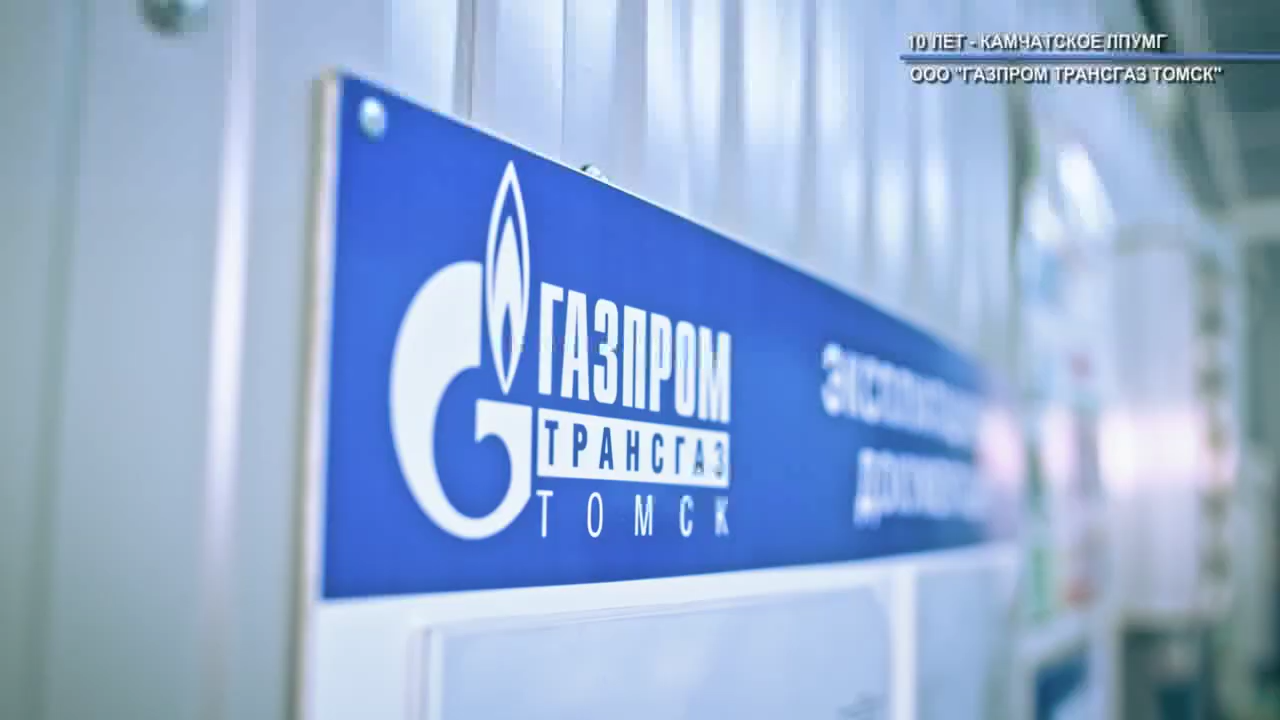 10 ЛЕТ - КАМЧАТСКОЕ ЛПУМГ
ООО "ГАЗПРОМ ТРАНСГАЗ ТОМСК"
ГАЗПРОМ
ТРАНСГАЗ
ТОМСК